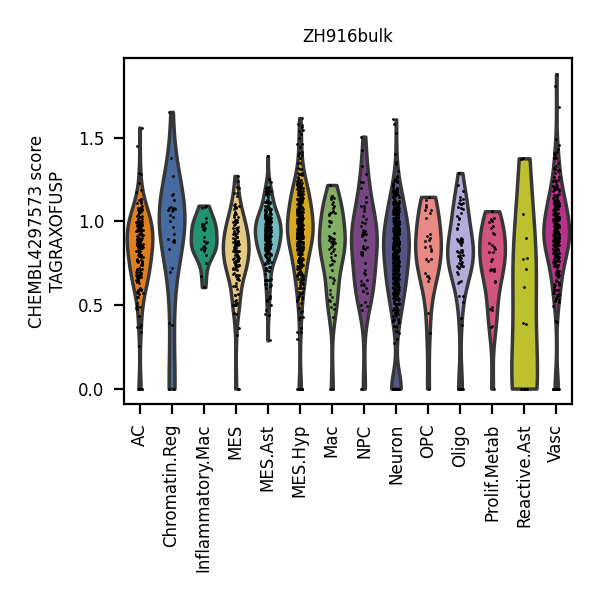 ZH916bulk
CHEMBL4297573 score
TAGRAXOFUSP
1.5
1.0
0.5
0.0
AC
Chromatin.Reg
Inflammatory.Mac
MES
MES.Ast
MES.Hyp
Mac
NPC
Neuron
OPC
Oligo
Prolif.Metab
Reactive.Ast
Vasc